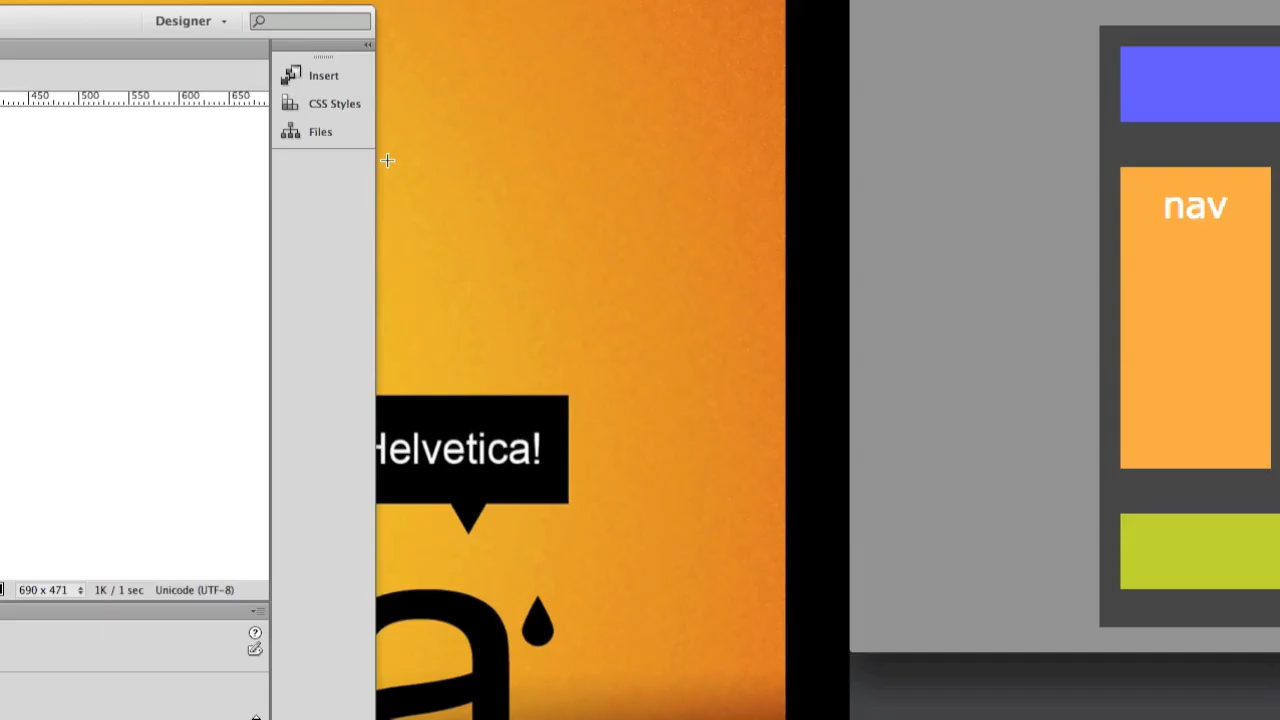 Designer
Insert
CSS Styles
Files
450 500 550 600 650
nav
Helvetica!
a
690 x 471 1K / 1 sec Unicode (UTF-8)
?